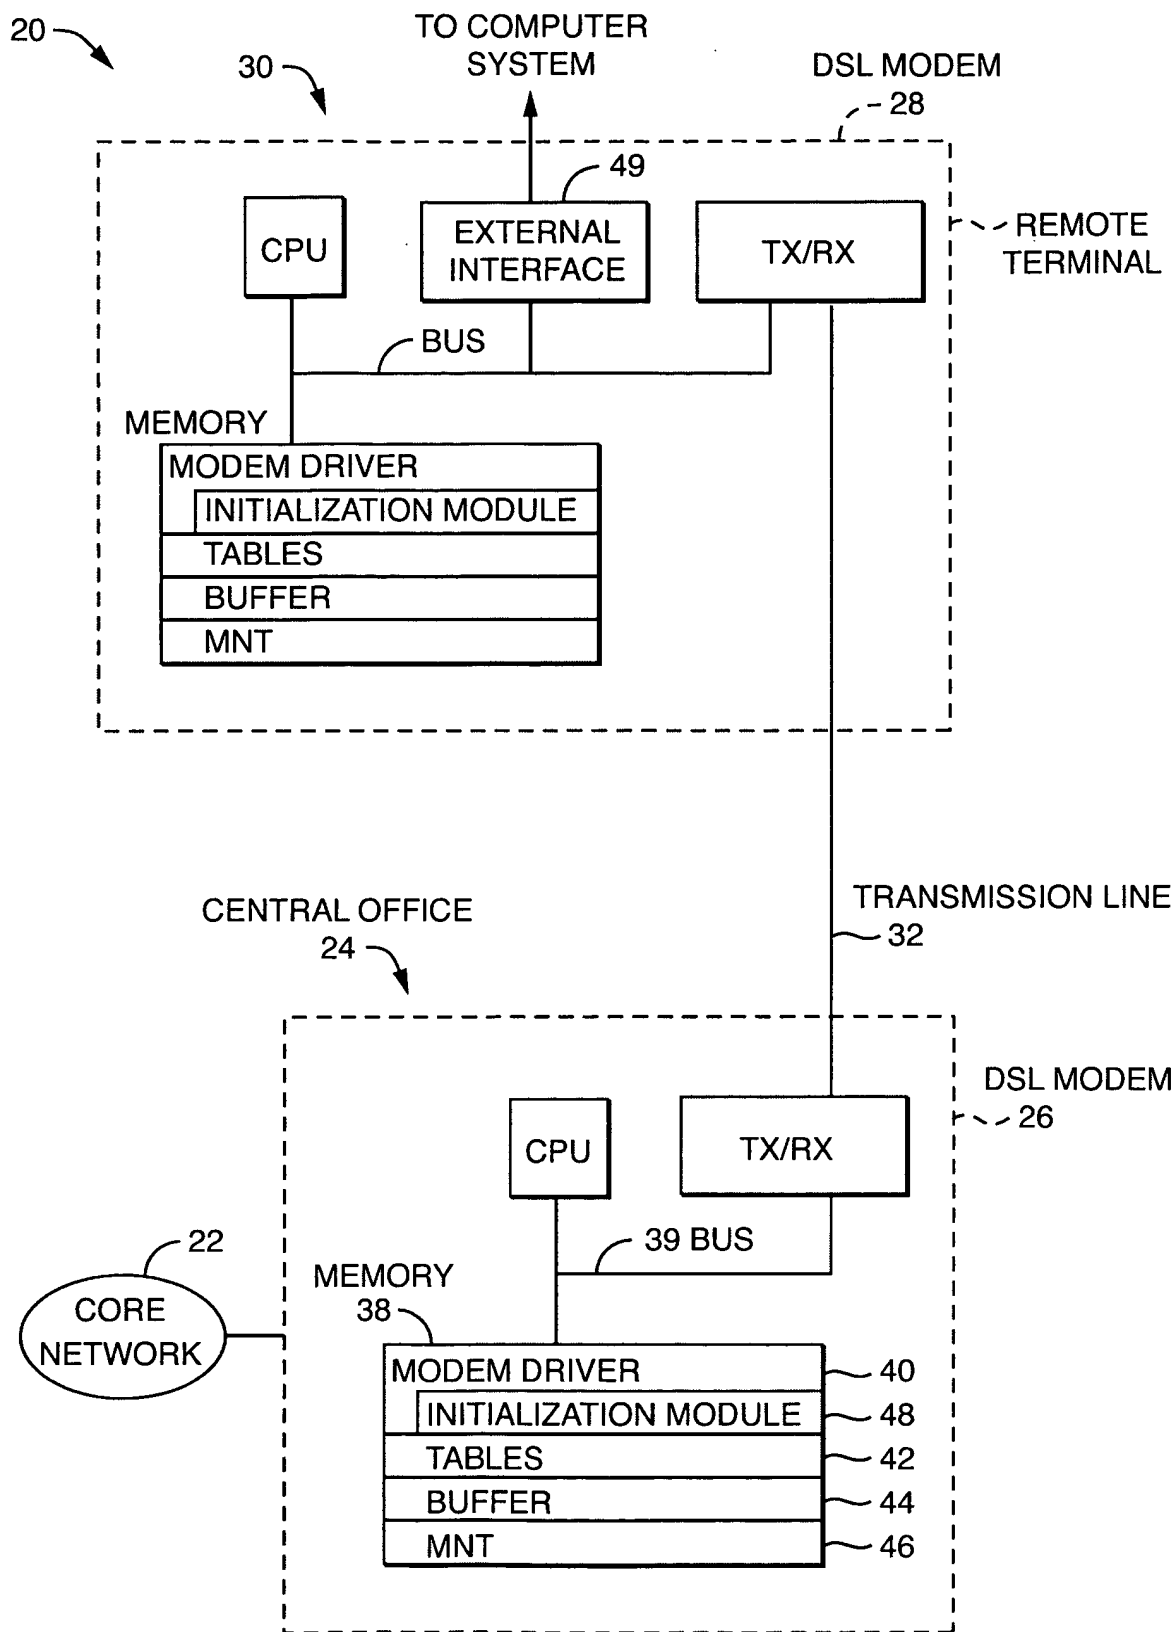 20
TO COMPUTER
SYSTEM
30
DSL MODEM
28
49
CPU
EXTERNAL
INTERFACE
TX/RX
REMOTE
TERMINAL
BUS
MEMORY
MODEM DRIVER
INITIALIZATION MODULE
TABLES
BUFFER
MNT
TRANSMISSION LINE
32
CENTRAL OFFICE
24
DSL MODEM
26
CPU
TX/RX
22
39 BUS
CORE
NETWORK
MEMORY
38
MODEM DRIVER
40
INITIALIZATION MODULE
48
TABLES
42
BUFFER
44
MNT
46